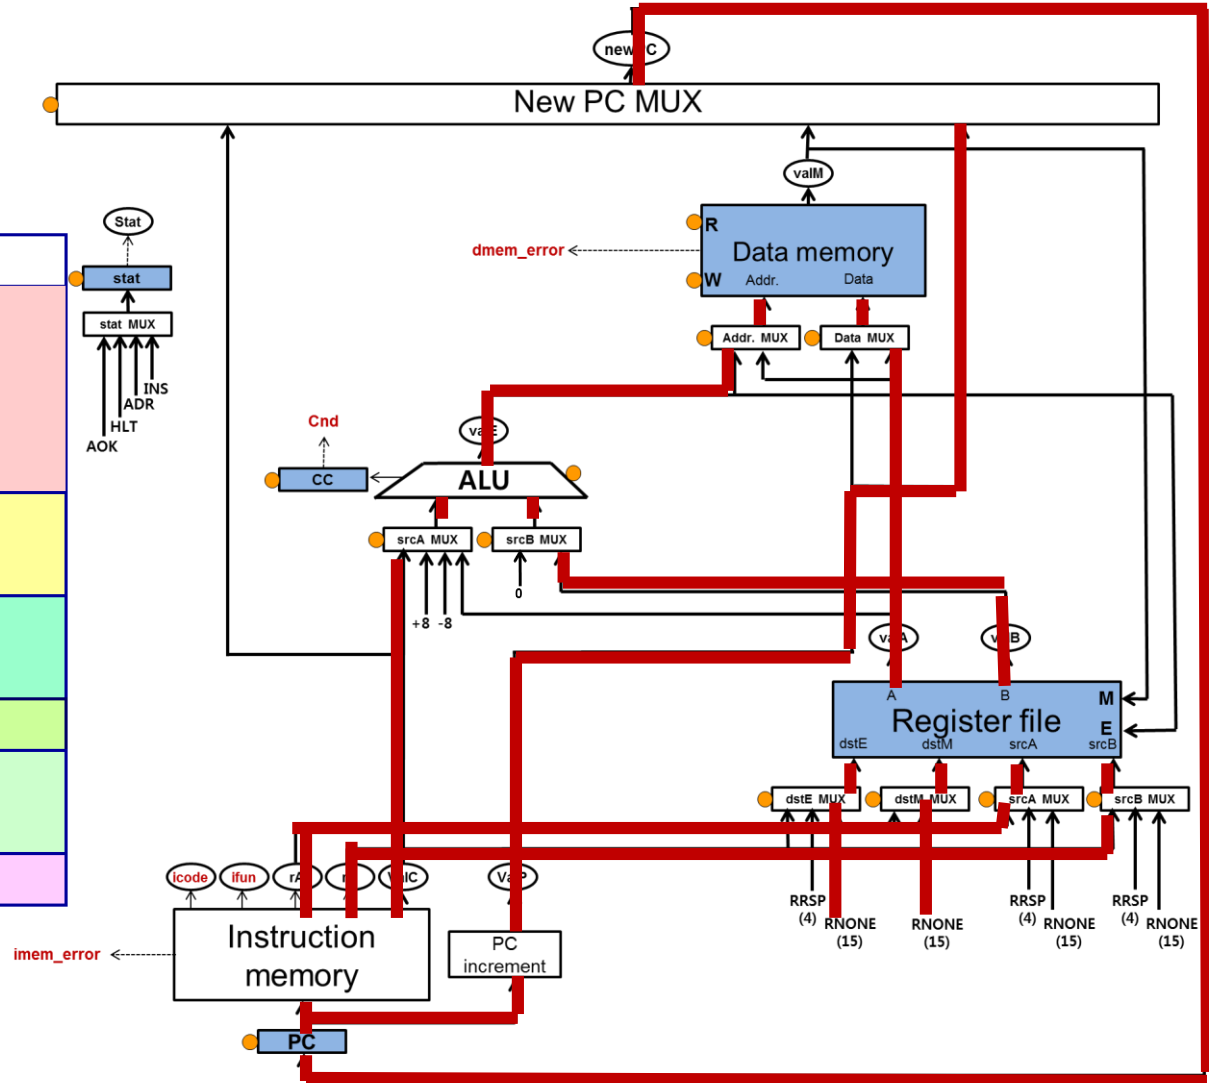 New PC MUX
valM
Stat
stat
stat MUX
INS
ADR
HLT
AOK
R
dmem_error
Data memory
W
Addr.
Data
Addr. MUX
Data MUX
Cnd
CC
ALU
srcA MUX
srcB MUX
0
+8
-8
A
B
M
Register file
E
dstE
dstM
srcA
srcB
dstE MUX
dstM MUX
srcA MUX
srcB MUX
icode
ifun
RRSP
(4)
RNONE
(15)
RNONE
(15)
RRSP
(4)
RNONE
(15)
RRSP
(4)
RNONE
(15)
Instruction
memory
PC
increment
imem_error
PC